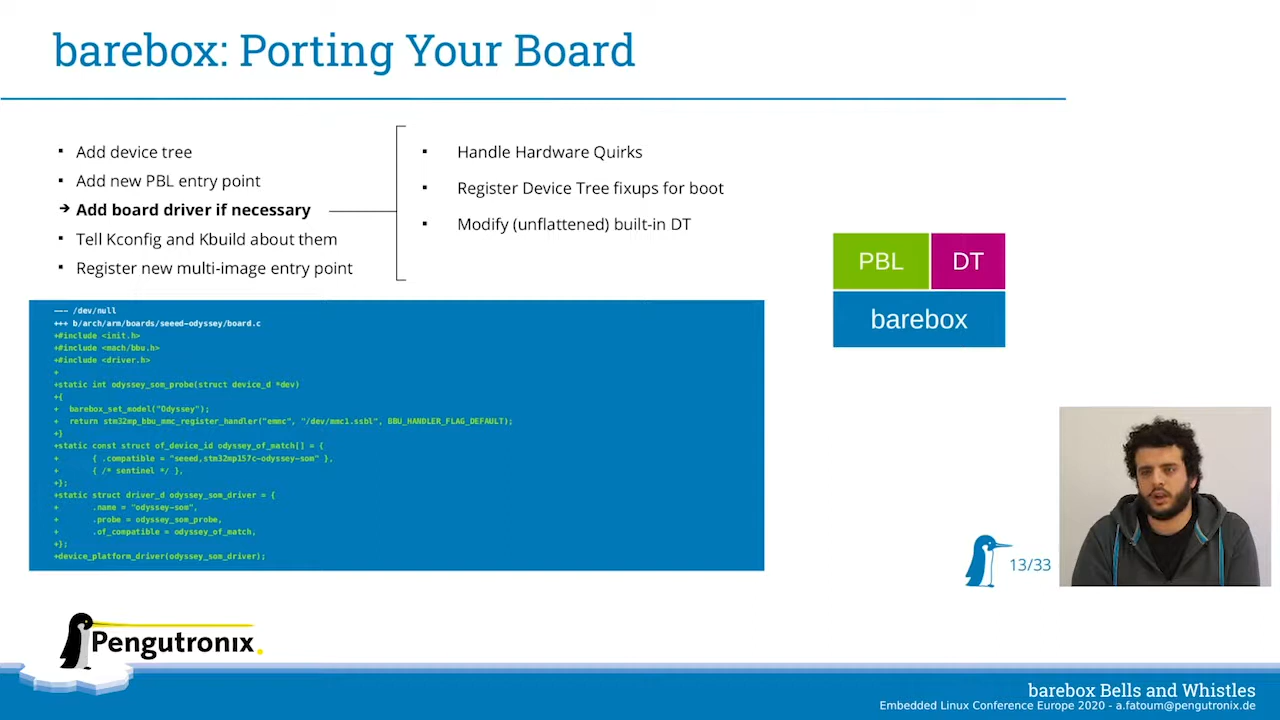 barebox: Porting Your Board
▪ Add device tree
▪ Add new PBL entry point
➔ Add board driver if necessary
▪ Tell Kconfig and Kbuild about them
▪ Register new multi-image entry point
▪ Handle Hardware Quirks
▪ Register Device Tree fixups for boot
▪ Modify (unflattened) built-in DT
--- /dev/null
+++ b/arch/arm/boards/seeed-odyssey/board.c
+#include <init.h>
+#include <mach/bbu.h>
+#include <driver.h>
+
+static int odyssey_som_probe(struct device_d *dev)
+{
+ barebox_set_model("Odyssey");
+ return stm32mp_bbu_mmc_register_handler("emmc", "/dev/mmc1.ssbl", BBU_HANDLER_FLAG_DEFAULT);
+}
+static const struct of_device_id odyssey_of_match[] = {
+ { .compatible = "seeed,stm32mp157c-odyssey-som" },
+ { /* sentinel */ },
+};
+static struct driver_d odyssey_som_driver = {
+ .name = "odyssey-som",
+ .probe = odyssey_som_probe,
+ .of_compatible = odyssey_of_match,
+};
+device_platform_driver(odyssey_som_driver);
PBL
DT
barebox
13/33
Pengutronix
barebox Bells and Whistles
Embedded Linux Conference Europe 2020 - a.fatoum@pengutronix.de